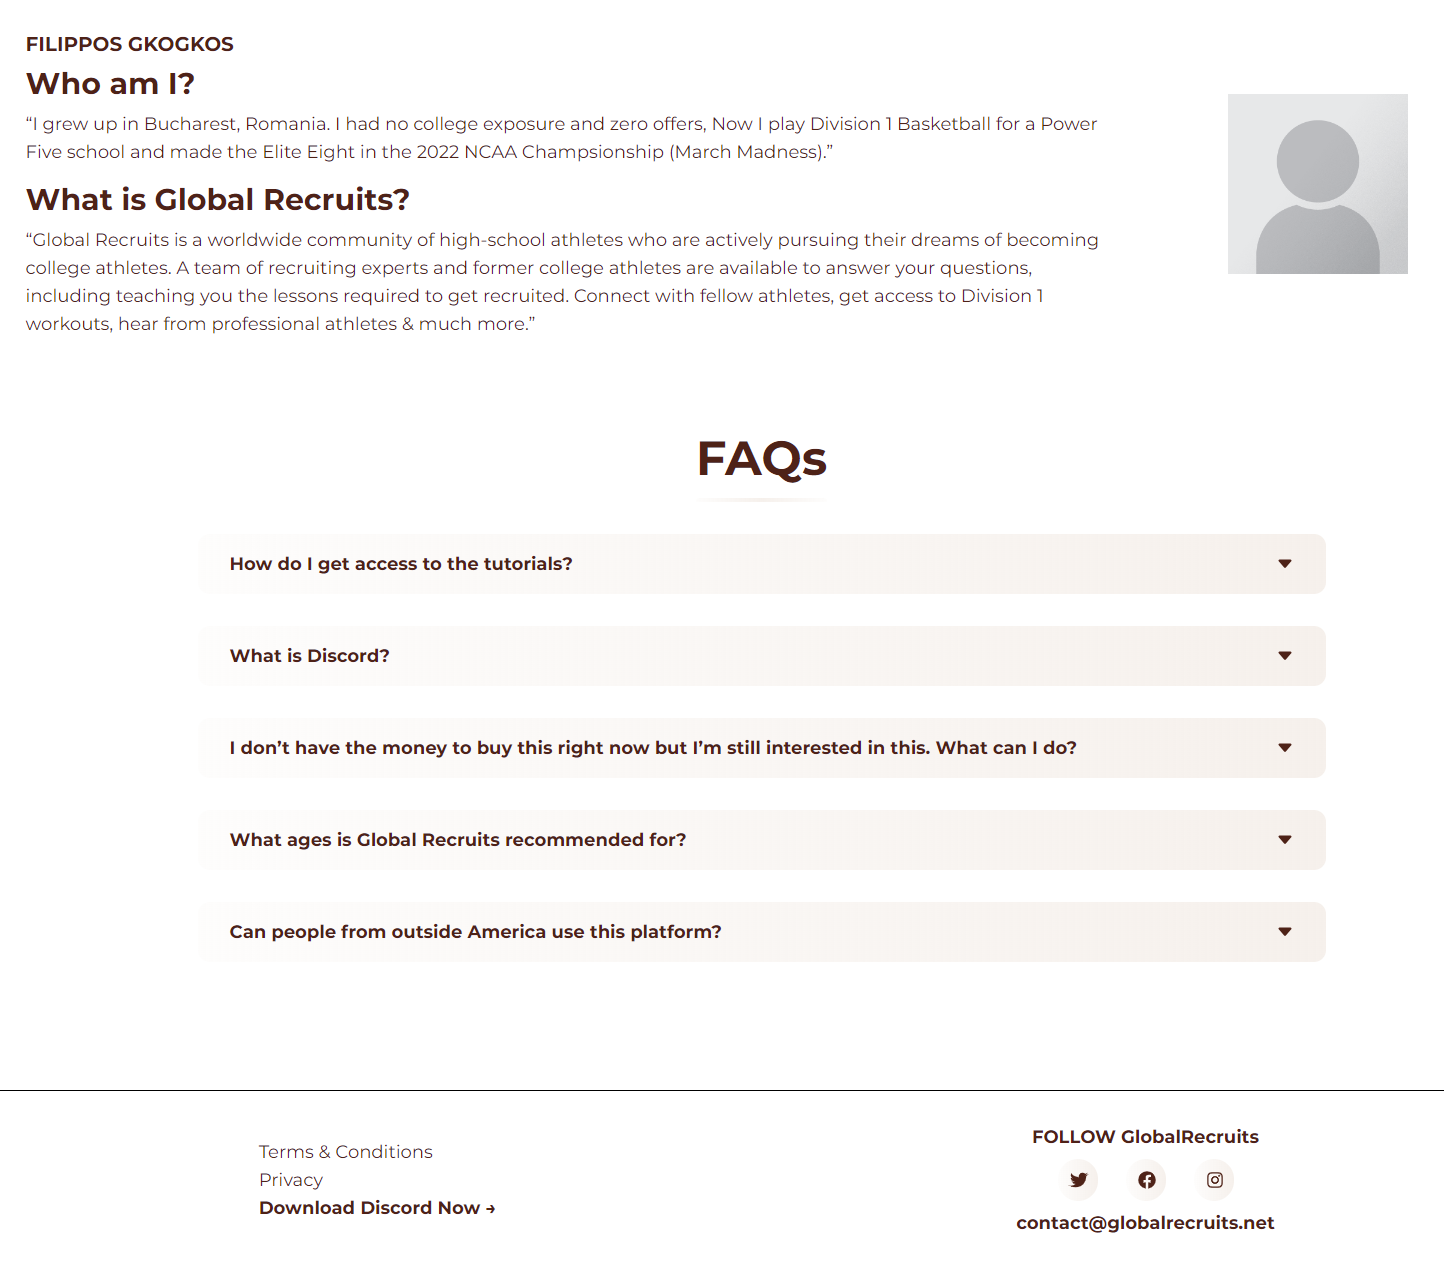 FILIPPOS GKOGKOS
Who am I?
“I grew up in Bucharest, Romania. I had no college exposure and zero offers, Now I play Division 1 Basketball for a Power
Five school and made the Elite Eight in the 2022 NCAA Champsionship (March Madness).”
What is Global Recruits?
“Global Recruits is a worldwide community of high-school athletes who are actively pursuing their dreams of becoming
college athletes. A team of recruiting experts and former college athletes are available to answer your questions,
including teaching you the lessons required to get recruited. Connect with fellow athletes, get access to Division 1
workouts, hear from professional athletes & much more.”
FAQs
How do I get access to the tutorials?
What is Discord?
I don’t have the money to buy this right now but I’m still interested in this. What can I do?
What ages is Global Recruits recommended for?
Can people from outside America use this platform?
Terms & Conditions
Privacy
Download Discord Now →
FOLLOW GlobalRecruits
contact@globalrecruits.net